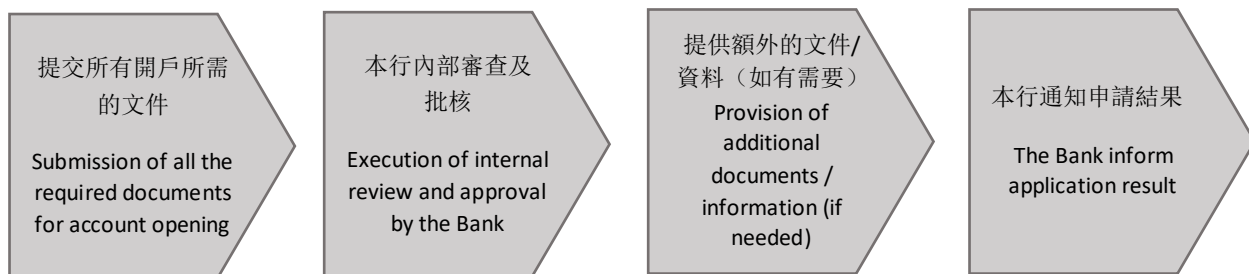 提交所有開戶所需
的文件
Submission of all the
required documents
for account opening
本行內部審查及
批核
Execution of internal
review and approval
by the Bank
提供額外的文件/
資料（如有需要）
Provision of
additional
documents /
information (if
needed)
本行通知申請結果
The Bank inform
application result